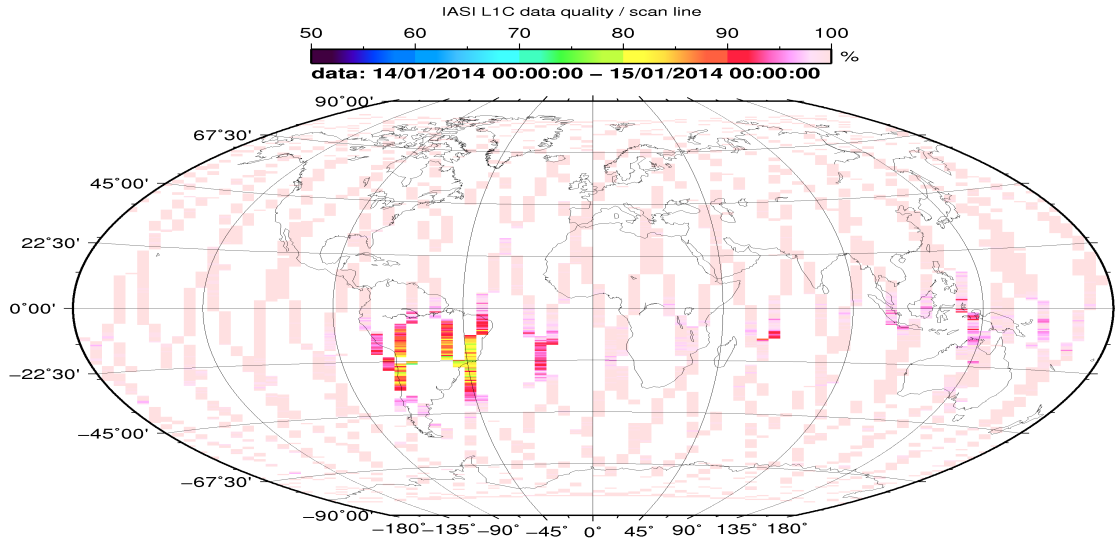 IASI L1C data quality / scan line
50 60 70 80 90 100
%
data: 14/01/2014 00:00:00 – 15/01/2014 00:00:00
90°00'
67°30'
45°00'
22°30'
0°00'
−22°30'
−45°00'
−67°30'
−90°00'
−180° −135° −90° −45° 0° 45° 90° 135° 180°